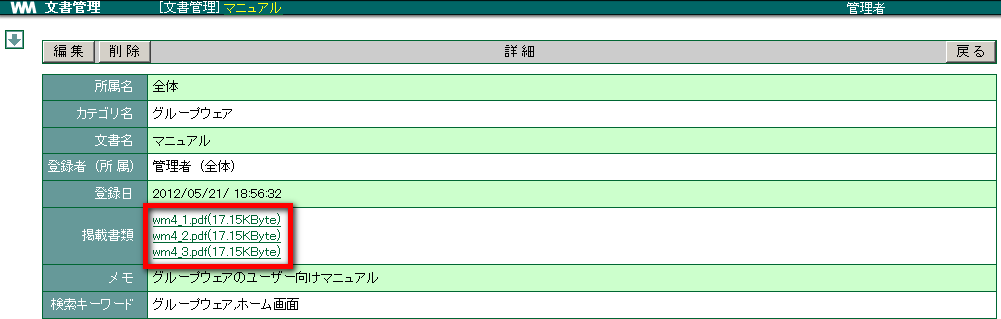 WM 文書管理 [文書管理] マニュアル 管理者
編集 削除 詳細 戻る
所属名 全体
カテゴリ名 グループウェア
文書名 マニュアル
登録者（所属） 管理者（全体）
登録日 2012/05/21/ 18:56:32
掲載書類 wm4_1.pdf(17.15KByte)
wm4_2.pdf(17.15KByte)
wm4_3.pdf(17.15KByte)
メモ グループウェアのユーザー向けマニュアル
検索キーワード グループウェア,ホーム画面